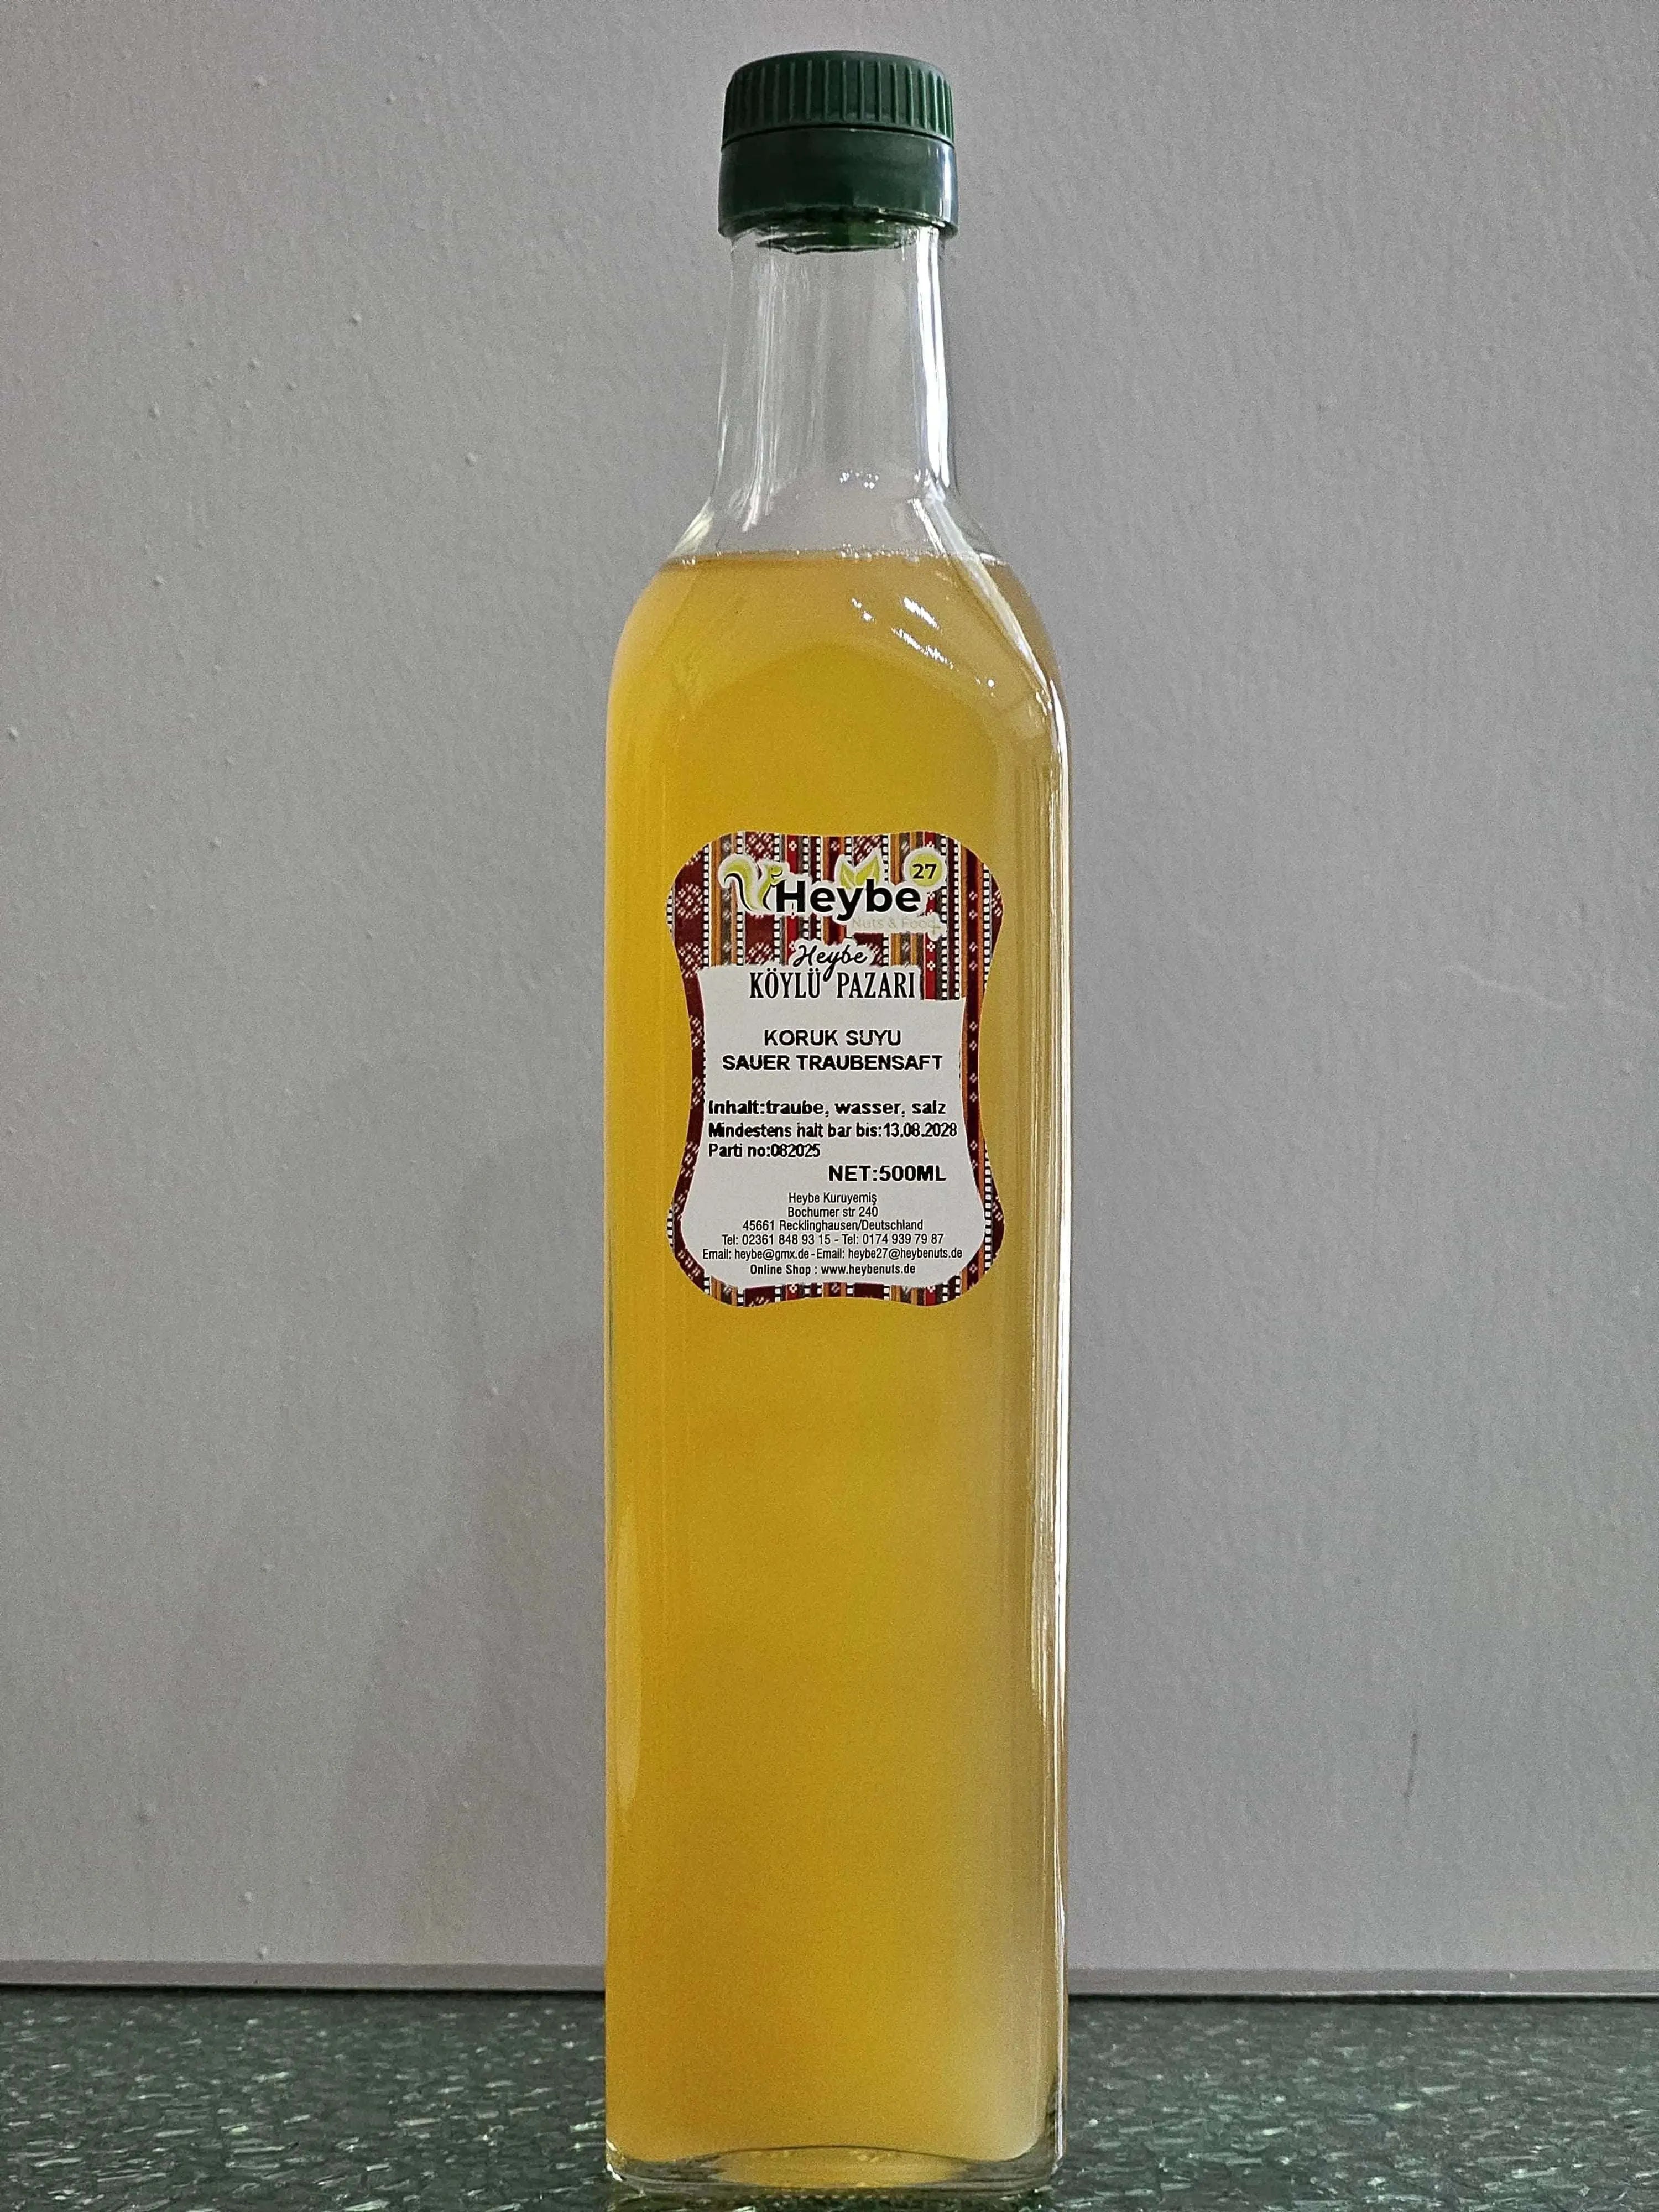 Heybe 27
Nuts & Food
Heybe
KÖYLÜ PAZARI
KORUK SUYU
SAUER TRAUBENSAFT
Inhalt:traube, wasser, salz
Mindestens halt bar bis:13.08.2028
Parti no:082025
NET:500ML
Heybe Kuruyemiş
Bochumer str 240
45661 Recklinghausen/Deutschland
Tel: 02361 848 93 15 - Tel: 0174 939 79 87
Email: heybe@gmx.de - Email: heybe27@heybenuts.de
Online Shop : www.heybenuts.de